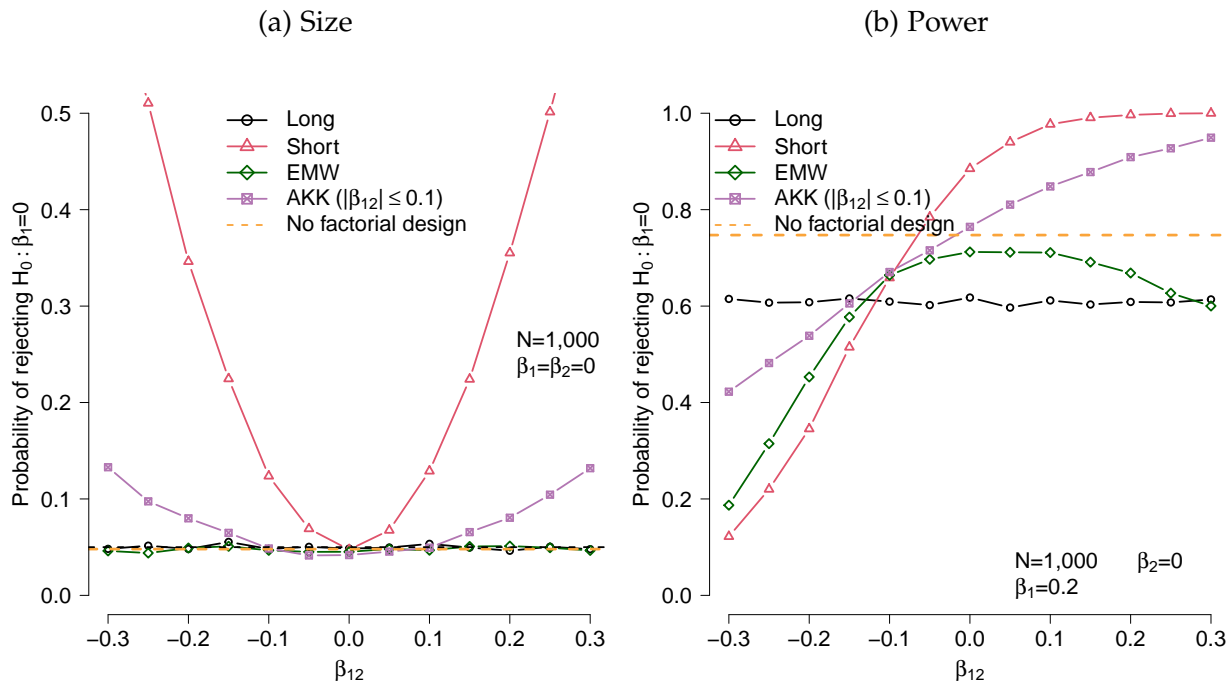 (a) Size
Probability of rejecting H₀ : β₁=0
0.5
0.4
0.3
0.2
0.1
0.0
Long
Short
EMW
AKK (|β₁₂| ≤ 0.1)
No factorial design
N=1,000
β₁=β₂=0
−0.3 −0.2 −0.1 0.0 0.1 0.2 0.3
β₁₂
(b) Power
Probability of rejecting H₀ : β₁=0
1.0
0.8
0.6
0.4
0.2
0.0
Long
Short
EMW
AKK (|β₁₂| ≤ 0.1)
No factorial design
N=1,000 β₂=0
β₁=0.2
−0.3 −0.2 −0.1 0.0 0.1 0.2 0.3
β₁₂